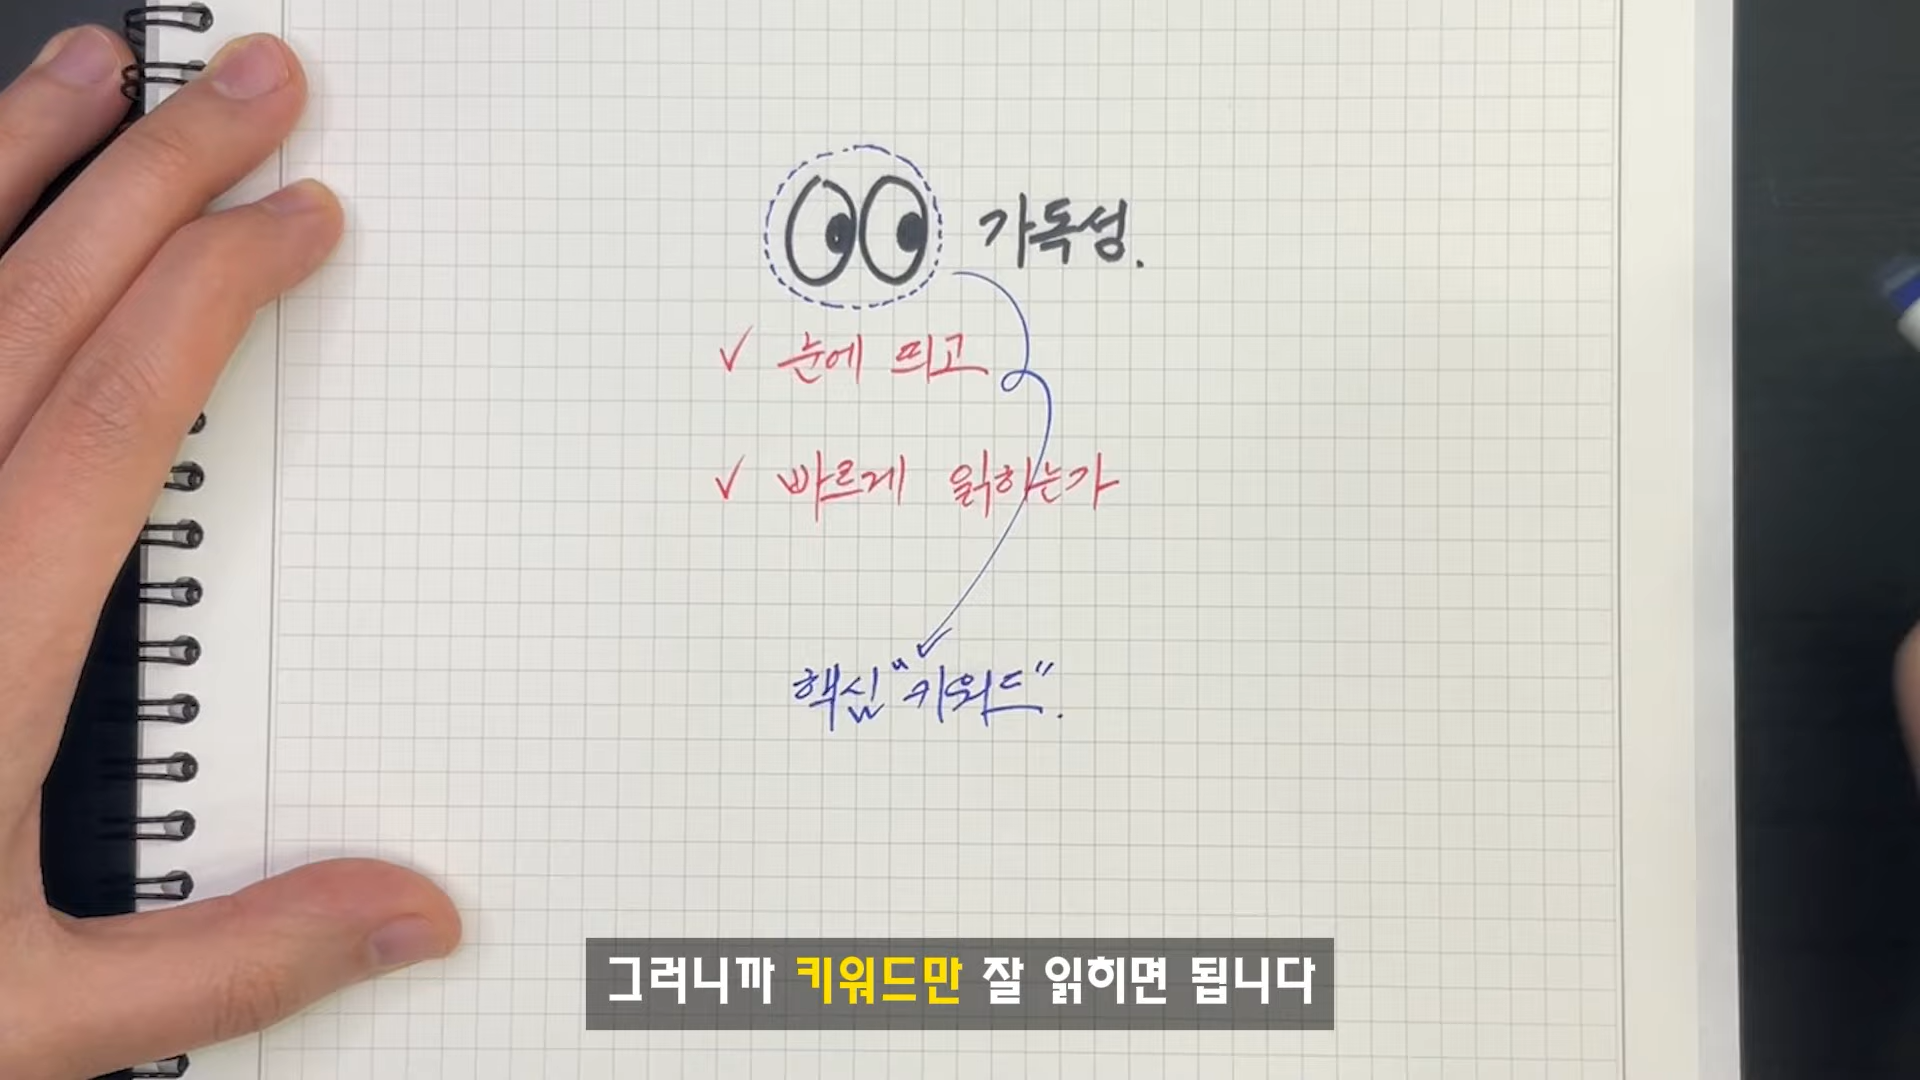 가독성.
✓ 눈에 띄고
✓ 바르게 읽히는가
핵심 "키워드".
그러니까 키워드만 잘 읽히면 됩니다